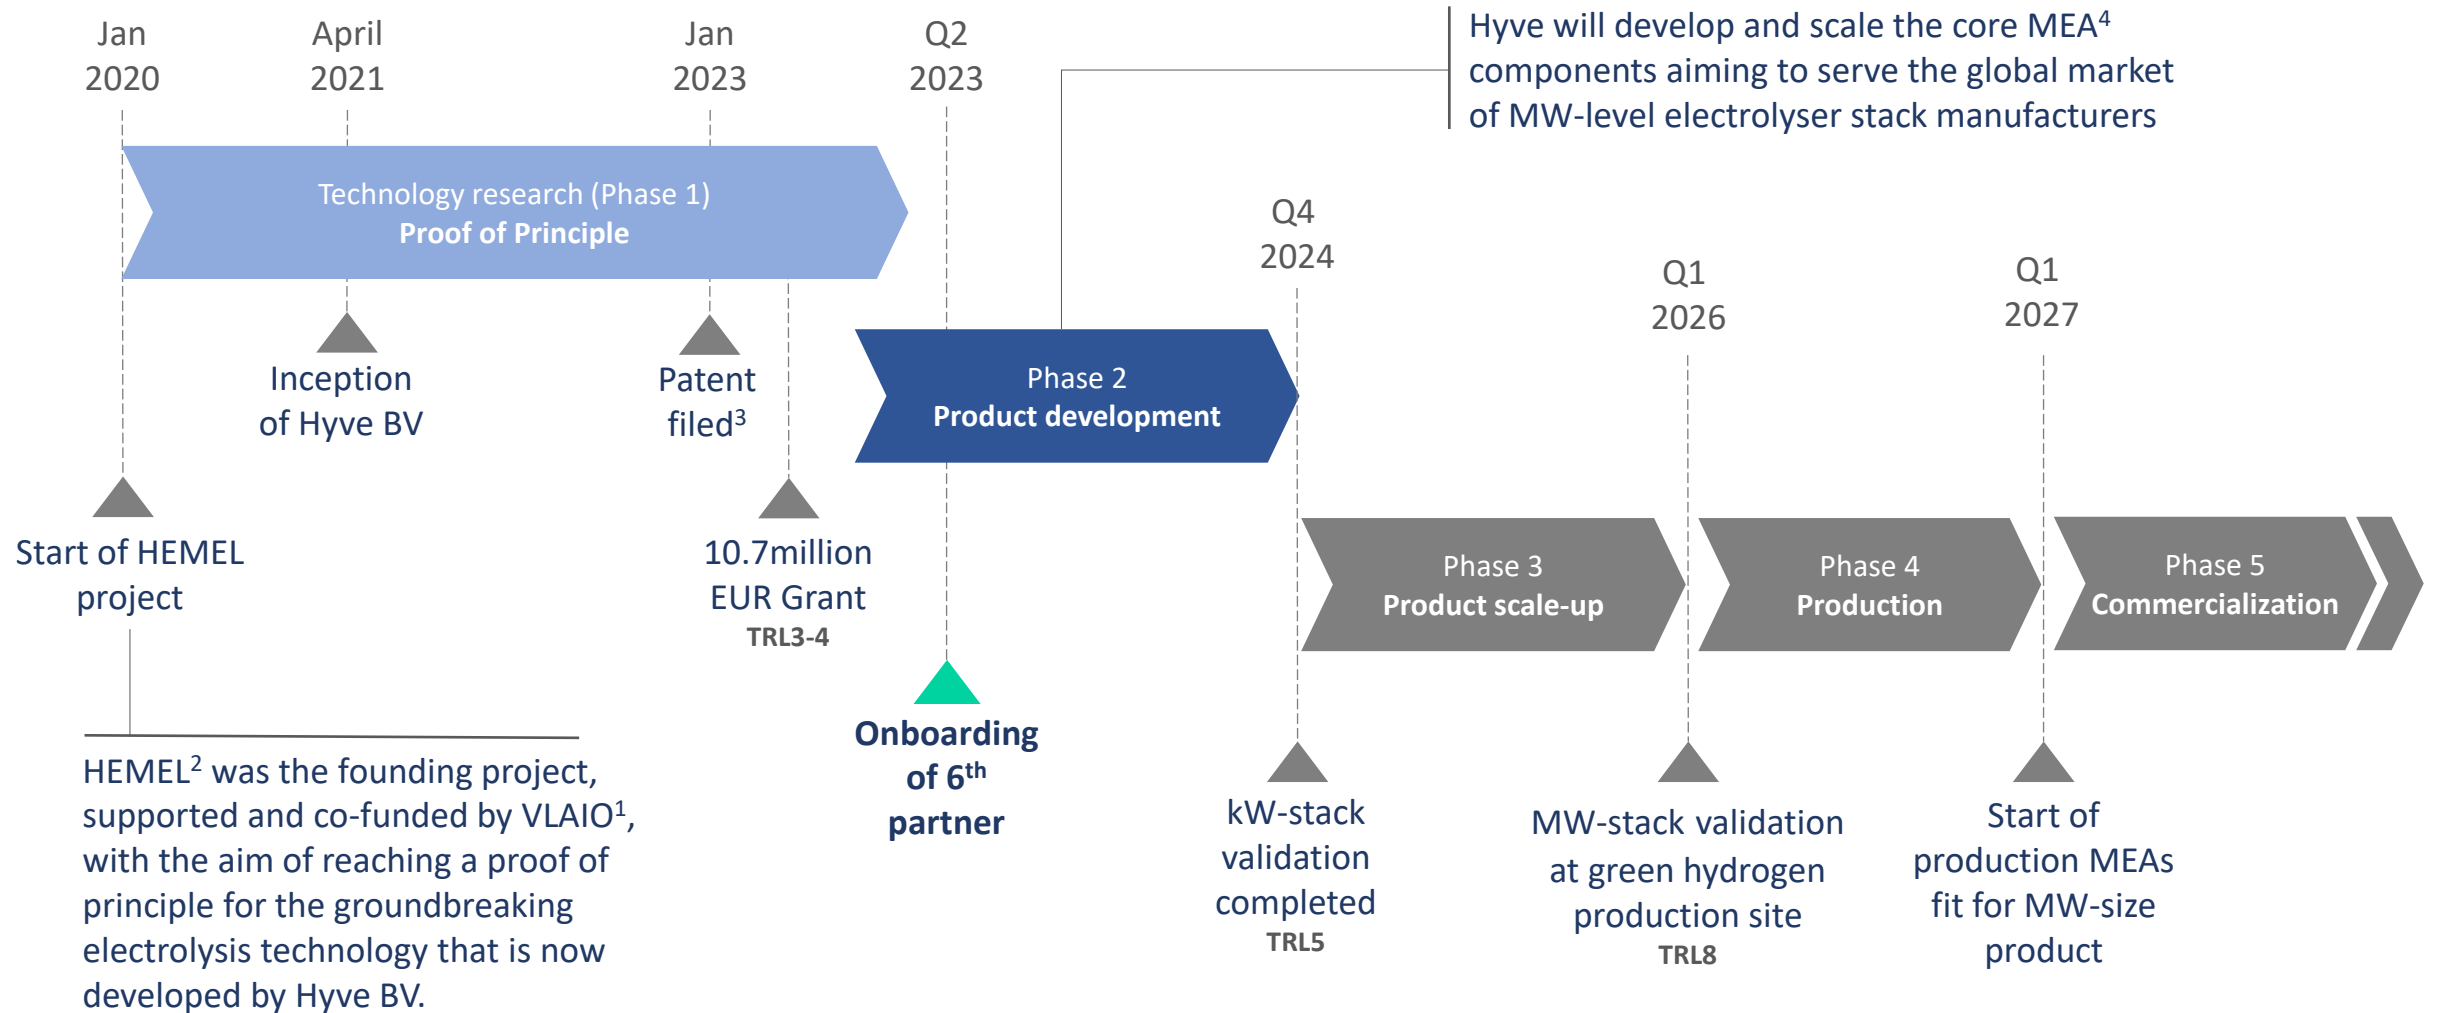 Jan
2020
April
2021
Jan
2023
Q2
2023
Hyve will develop and scale the core MEA⁴
components aiming to serve the global market
of MW-level electrolyser stack manufacturers
Technology research (Phase 1)
Proof of Principle
Q4
2024
Q1
2026
Q1
2027
Inception
of Hyve BV
Patent
filed³
Phase 2
Product development
Start of HEMEL
project
10.7million
EUR Grant
TRL3-4
Phase 3
Product scale-up
Phase 4
Production
Phase 5
Commercialization
Onboarding
of 6ᵗʰ
partner
HEMEL² was the founding project,
supported and co-funded by VLAIO¹,
with the aim of reaching a proof of
principle for the groundbreaking
electrolysis technology that is now
developed by Hyve BV.
kW-stack
validation
completed
TRL5
MW-stack validation
at green hydrogen
production site
TRL8
Start of
production MEAs
fit for MW-size
product